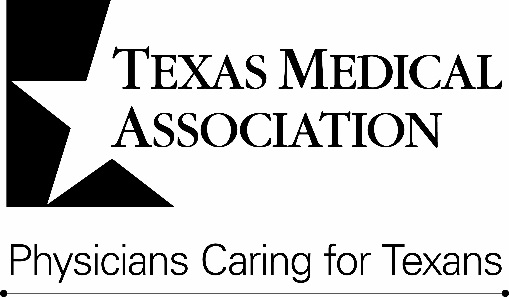 TEXAS MEDICAL
ASSOCIATION
Physicians Caring for Texans